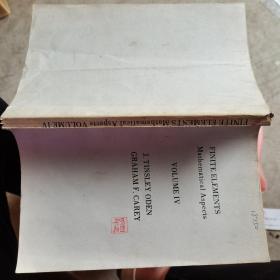 FINITE ELEMENTS Mathematical Aspects VOLUME IV
FINITE ELEMENTS
Mathematical Aspects
VOLUME IV
J. TINSLEY ODEN
GRAHAM F. CAREY